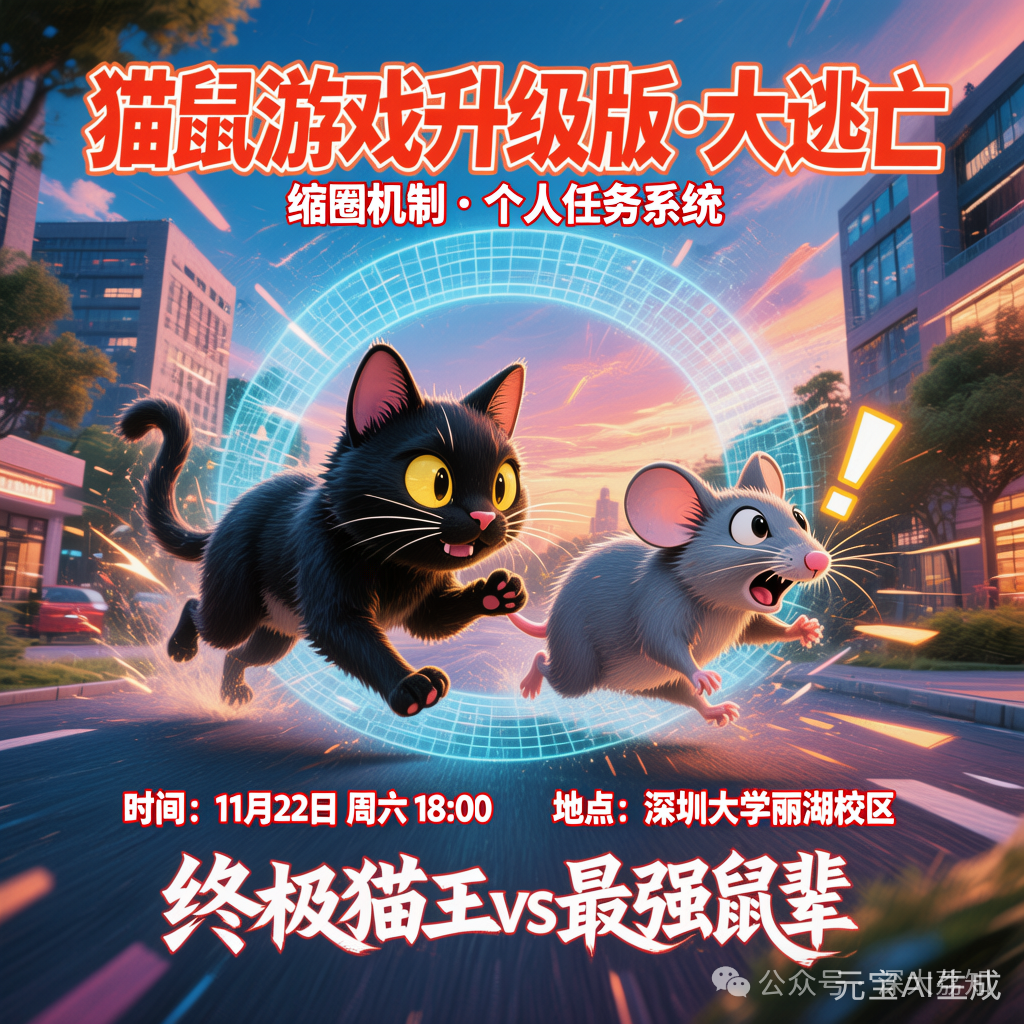 猫鼠游戏升级版·大逃亡
缩圈机制·个人任务系统
时间：11月22日 周六 18:00
地点：深圳大学丽湖校区
终极猫王vs最强鼠辈
公众号
元宝AI生成